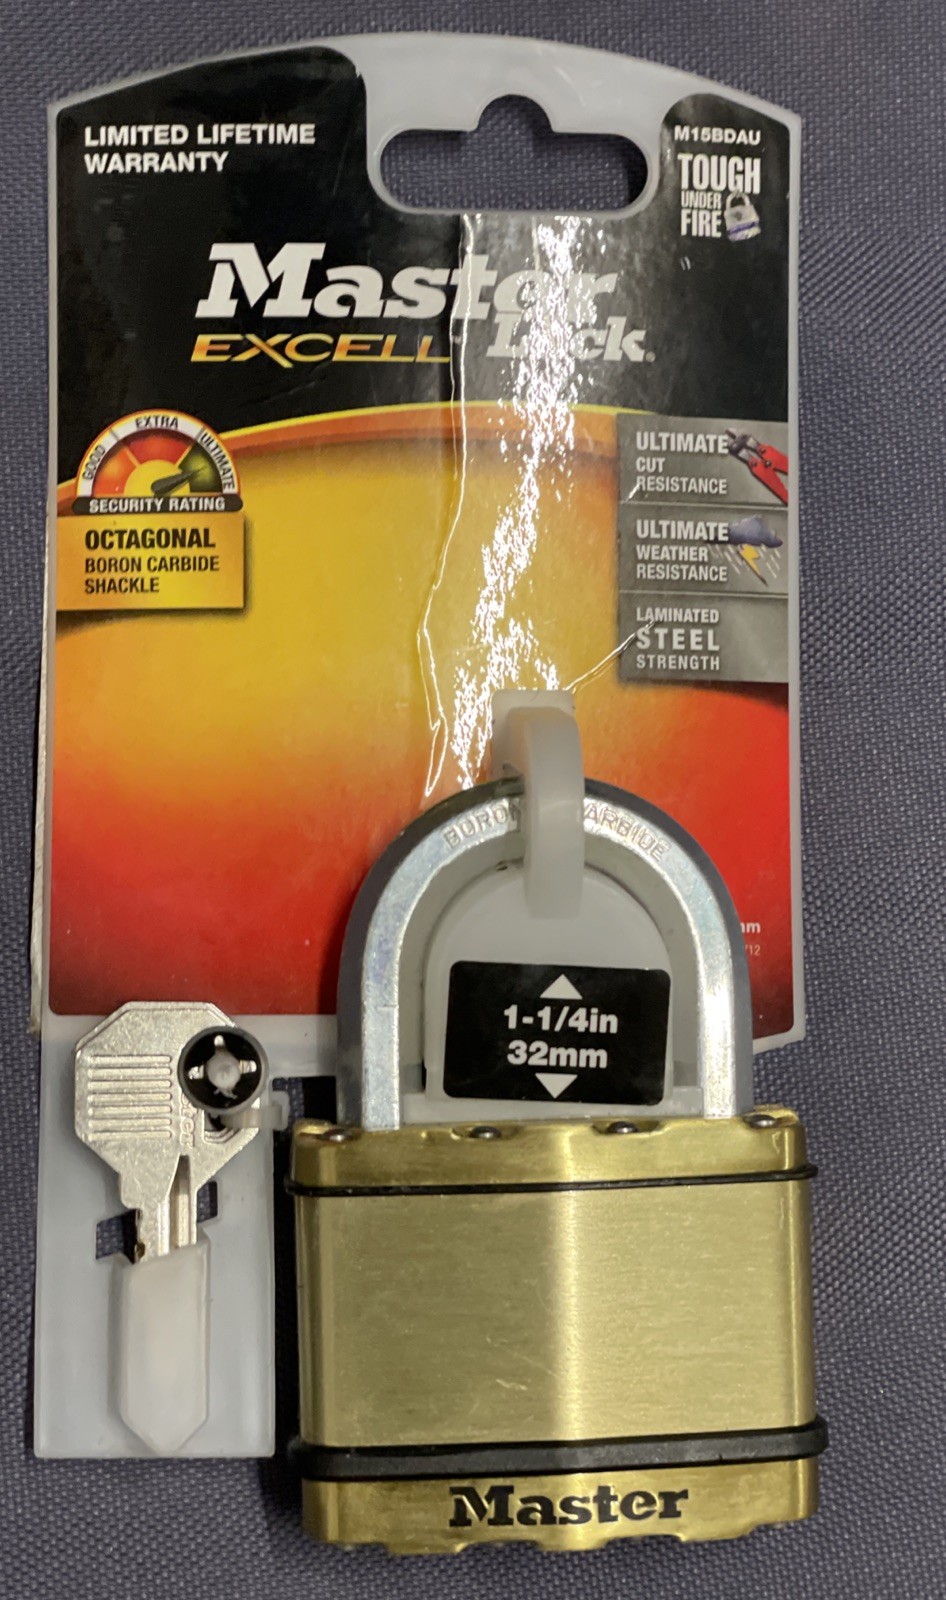 LIMITED LIFETIME
WARRANTY
M15BDAU
TOUGH
UNDER
FIRE
Master
Lock
EXCELL
GOOD
EXTRA
ULTIMATE
SECURITY RATING
OCTAGONAL
BORON CARBIDE
SHACKLE
ULTIMATE
CUT
RESISTANCE
ULTIMATE
WEATHER
RESISTANCE
LAMINATED
STEEL
STRENGTH
1-1/4in
32mm
Master